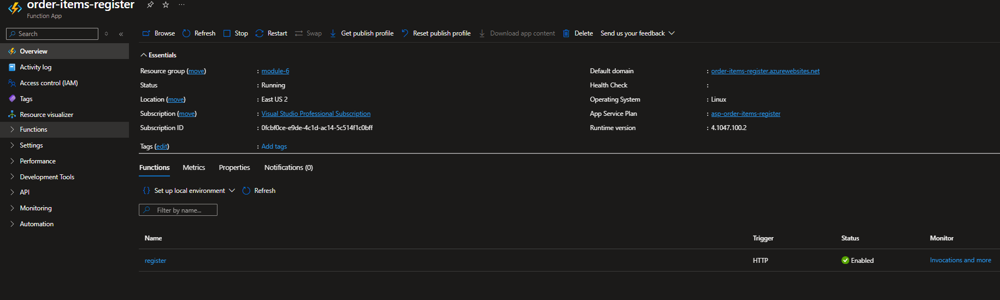 order-items-register
Function App
Search
Browse Refresh Stop Restart Swap Get publish profile Reset publish profile Download app content Delete Send us your feedback
Overview
Activity log
Access control (IAM)
Tags
Resource visualizer
Functions
Settings
Performance
Development Tools
API
Monitoring
Automation
Essentials
Resource group (move) : module-6
Status : Running
Location (move) : East US 2
Subscription (move) : Visual Studio Professional Subscription
Subscription ID : 0fcbf0ce-e9de-4c1d-ac14-5c514f1c0bff
Tags (edit) : Add tags
Default domain : order-items-register.azurewebsites.net
Health Check :
Operating System : Linux
App Service Plan : asp-order-items-register
Runtime version : 4.1047.100.2
Functions Metrics Properties Notifications (0)
{} Set up local environment Refresh
Filter by name...
Name Trigger Status Monitor
register HTTP Enabled Invocations and more